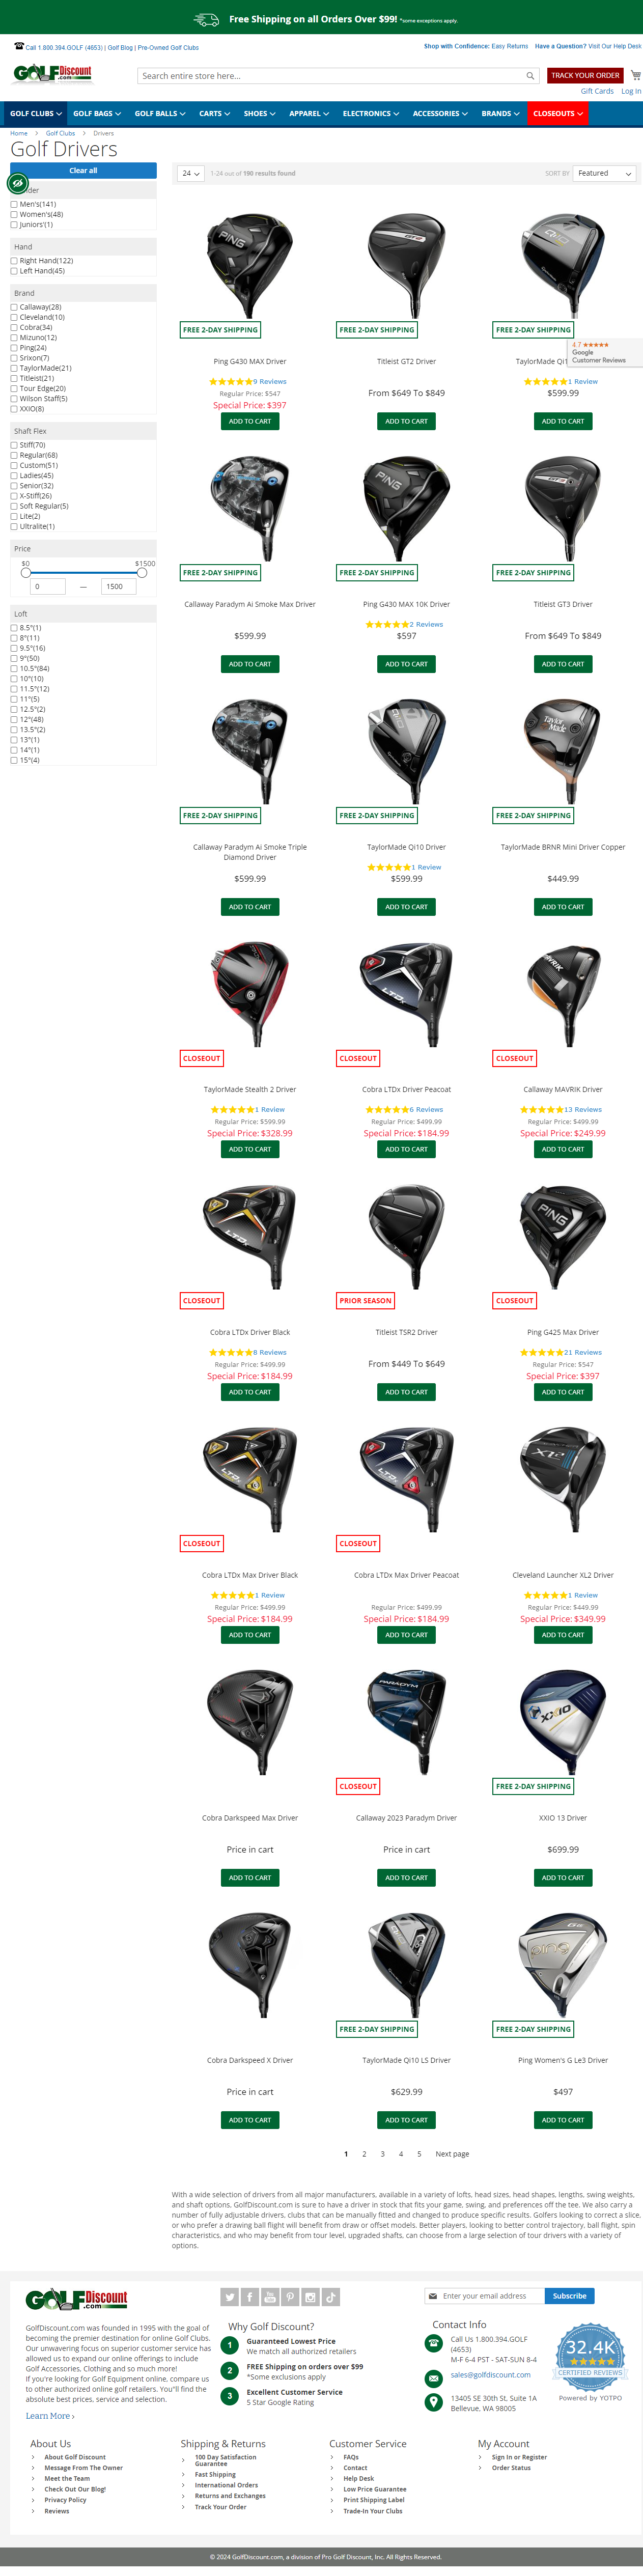 Free Shipping on all Orders Over $99! *some exceptions apply.
Call 1.800.394.GOLF (4653) | Golf Blog | Pre-Owned Golf Clubs
Shop with Confidence: Easy Returns Have a Question? Visit Our Help Desk
GOLF Discount .com
Search entire store here...
TRACK YOUR ORDER
Gift Cards Log In
GOLF CLUBS GOLF BAGS GOLF BALLS CARTS SHOES APPAREL ELECTRONICS ACCESSORIES BRANDS CLOSEOUTS
Home > Golf Clubs > Drivers
Golf Drivers
Clear all
der
Men's(141)
Women's(48)
Juniors'(1)
Hand
Right Hand(122)
Left Hand(45)
Brand
Callaway(28)
Cleveland(10)
Cobra(34)
Mizuno(12)
Ping(24)
Srixon(7)
TaylorMade(21)
Titleist(21)
Tour Edge(20)
Wilson Staff(5)
XXIO(8)
Shaft Flex
Stiff(70)
Regular(68)
Custom(51)
Ladies(45)
Senior(32)
X-Stiff(26)
Soft Regular(5)
Lite(2)
Ultralite(1)
Price
$0 $1500
0 — 1500
Loft
8.5°(1)
8°(11)
9.5°(16)
9°(50)
10.5°(84)
10°(10)
11.5°(12)
11°(5)
12.5°(2)
12°(48)
13.5°(2)
13°(1)
14°(1)
15°(4)
24 1-24 out of 190 results found
SORT BY Featured
FREE 2-DAY SHIPPING FREE 2-DAY SHIPPING FREE 2-DAY SHIPPING
4.7
Google
Customer Reviews
Ping G430 MAX Driver Titleist GT2 Driver TaylorMade Qi1
9 Reviews 1 Review
Regular Price: $547 From $649 To $849 $599.99
Special Price: $397
ADD TO CART ADD TO CART ADD TO CART
FREE 2-DAY SHIPPING FREE 2-DAY SHIPPING FREE 2-DAY SHIPPING
Callaway Paradym Ai Smoke Max Driver Ping G430 MAX 10K Driver Titleist GT3 Driver
2 Reviews
$599.99 $597 From $649 To $849
ADD TO CART ADD TO CART ADD TO CART
FREE 2-DAY SHIPPING FREE 2-DAY SHIPPING FREE 2-DAY SHIPPING
Callaway Paradym Ai Smoke Triple TaylorMade Qi10 Driver TaylorMade BRNR Mini Driver Copper
Diamond Driver
1 Review
$599.99 $599.99 $449.99
ADD TO CART ADD TO CART ADD TO CART
CLOSEOUT CLOSEOUT CLOSEOUT
TaylorMade Stealth 2 Driver Cobra LTDx Driver Peacoat Callaway MAVRIK Driver
1 Review 6 Reviews 13 Reviews
Regular Price: $599.99 Regular Price: $499.99 Regular Price: $499.99
Special Price: $328.99 Special Price: $184.99 Special Price: $249.99
ADD TO CART ADD TO CART ADD TO CART
CLOSEOUT PRIOR SEASON CLOSEOUT
Cobra LTDx Driver Black Titleist TSR2 Driver Ping G425 Max Driver
8 Reviews 21 Reviews
Regular Price: $499.99 From $449 To $649 Regular Price: $547
Special Price: $184.99 Special Price: $397
ADD TO CART ADD TO CART ADD TO CART
CLOSEOUT CLOSEOUT
Cobra LTDx Max Driver Black Cobra LTDx Max Driver Peacoat Cleveland Launcher XL2 Driver
1 Review 1 Review
Regular Price: $499.99 Regular Price: $499.99 Regular Price: $449.99
Special Price: $184.99 Special Price: $184.99 Special Price: $349.99
ADD TO CART ADD TO CART ADD TO CART
CLOSEOUT FREE 2-DAY SHIPPING
Cobra Darkspeed Max Driver Callaway 2023 Paradym Driver XXIO 13 Driver
Price in cart Price in cart $699.99
ADD TO CART ADD TO CART ADD TO CART
FREE 2-DAY SHIPPING FREE 2-DAY SHIPPING
Cobra Darkspeed X Driver TaylorMade Qi10 LS Driver Ping Women's G Le3 Driver
Price in cart $629.99 $497
ADD TO CART ADD TO CART ADD TO CART
1 2 3 4 5 Next page
With a wide selection of drivers from all major manufacturers, available in a variety of lofts, head sizes, head shapes, lengths, swing weights,
and shaft options, GolfDiscount.com is sure to have a driver in stock that fits your game, swing, and preferences off the tee. We also carry a
number of fully adjustable drivers, clubs that can be manually fitted and changed to produce specific results. Golfers looking to correct a slice,
or who prefer a drawing ball flight will benefit from draw or offset models. Better players, looking to better control trajectory, ball flight, spin
characteristics, and who may benefit from tour level, upgraded shafts, can choose from a large selection of tour drivers with a variety of
options.
GOLF Discount .com
Enter your email address Subscribe
GolfDiscount.com was founded in 1995 with the goal of
becoming the premier destination for online Golf Clubs.
Our unwavering focus on superior customer service has
allowed us to expand our online offerings to include
Golf Accessories, Clothing and so much more!
If you're looking for Golf Equipment online, compare us
to other authorized online golf retailers. You"ll find the
absolute best prices, service and selection.
Learn More >
Why Golf Discount?
1 Guaranteed Lowest Price
We match all authorized retailers
2 FREE Shipping on orders over $99
*Some exclusions apply
3 Excellent Customer Service
5 Star Google Rating
Contact Info
Call Us 1.800.394.GOLF
(4653)
M-F 6-4 PST - SAT-SUN 8-4
sales@golfdiscount.com
13405 SE 30th St, Suite 1A
Bellevue, WA 98005
32.4K
CERTIFIED REVIEWS
Powered by YOTPO
About Us
About Golf Discount
Message From The Owner
Meet the Team
Check Out Our Blog!
Privacy Policy
Reviews
Shipping & Returns
100 Day Satisfaction
Guarantee
Fast Shipping
International Orders
Returns and Exchanges
Track Your Order
Customer Service
FAQs
Contact
Help Desk
Low Price Guarantee
Print Shipping Label
Trade-In Your Clubs
My Account
Sign In or Register
Order Status
© 2024 GolfDiscount.com, a division of Pro Golf Discount, Inc. All Rights Reserved.